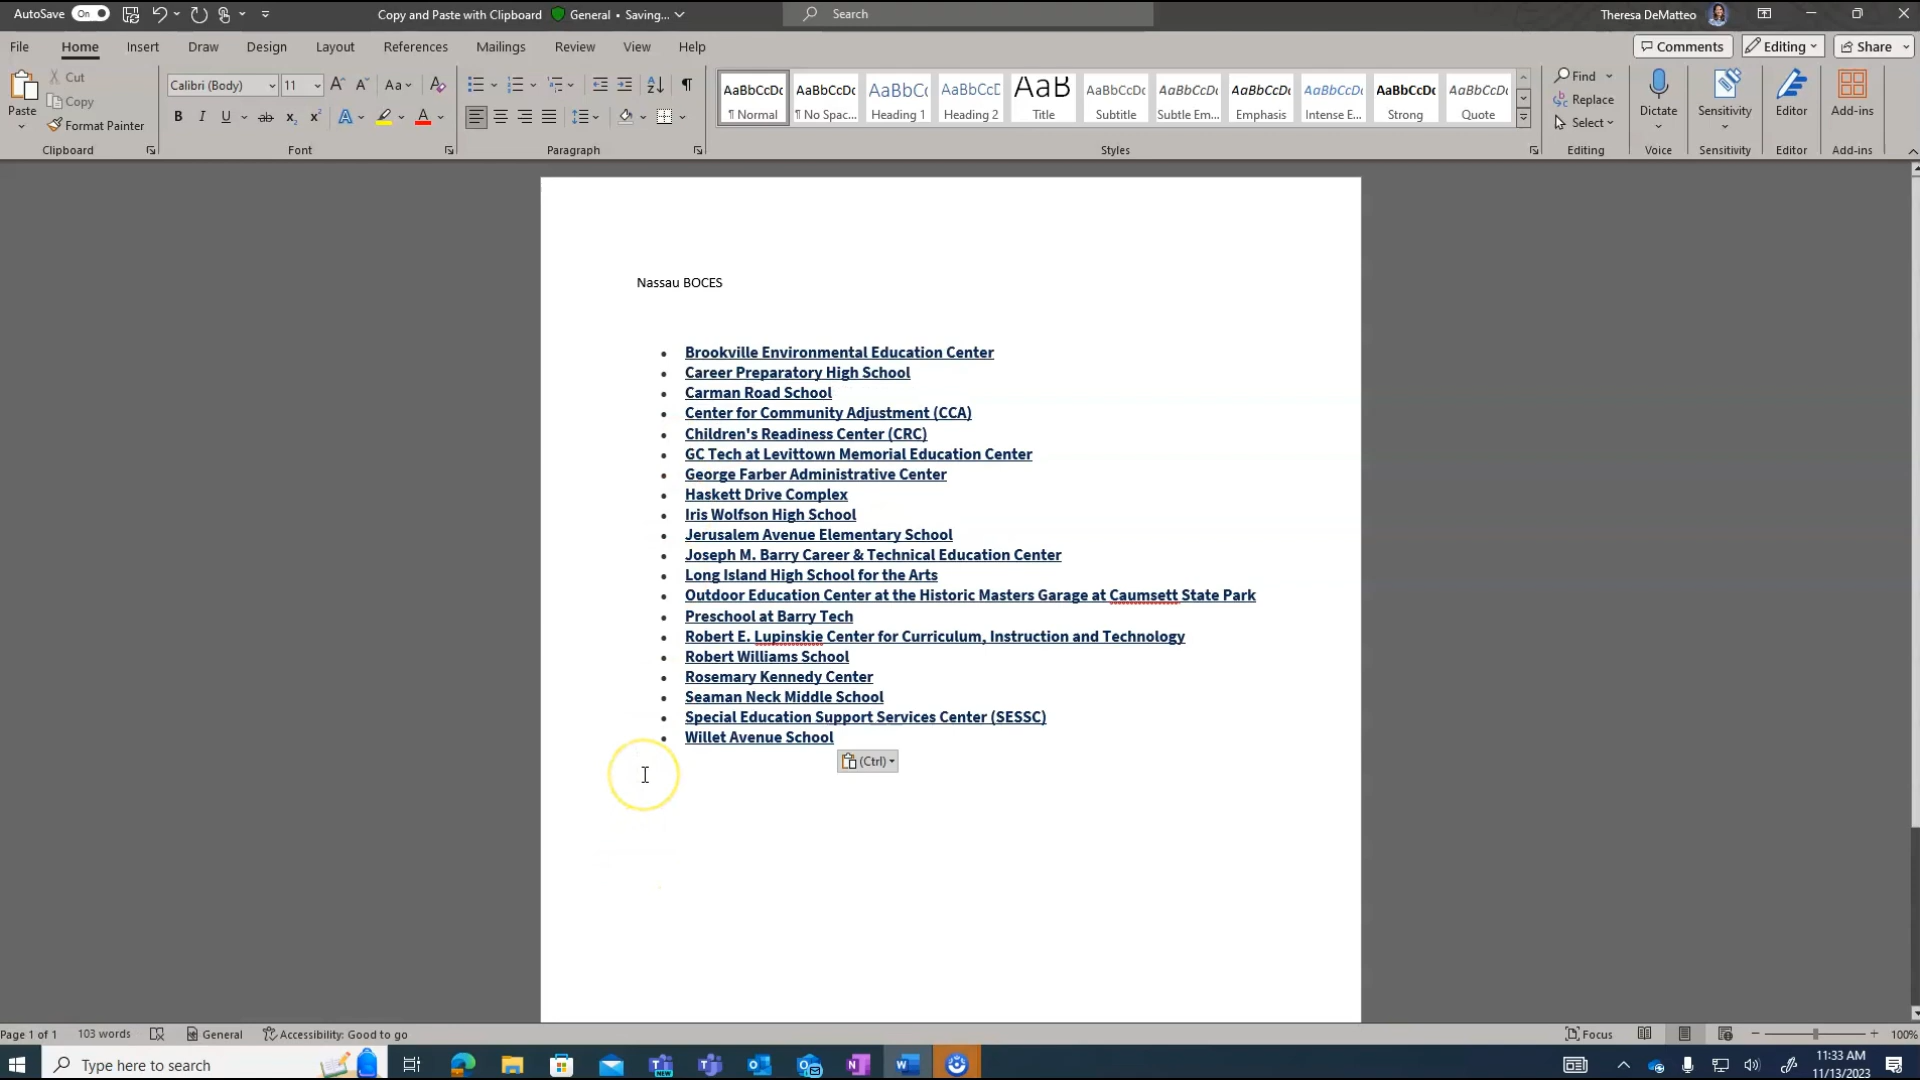 AutoSave On Copy and Paste with Clipboard General • Saving... Search Theresa DeMatteo
File Home Insert Draw Design Layout References Mailings Review View Help Comments Editing Share
Paste Cut Copy Format Painter Clipboard
Calibri (Body) 11 Font
Paragraph
AaBbCcDc AaBbCcDc AaBbCc AaBbCcD AaB AaBbCcDc AaBbCcDc AaBbCcDc AaBbCcDc AaBbCcDc AaBbCcDc
¶ Normal ¶ No Spac... Heading 1 Heading 2 Title Subtitle Subtle Em... Emphasis Intense E... Strong Quote
Styles
Find
Replace
Select
Editing
Dictate Sensitivity Editor Add-ins
Voice Sensitivity Editor Add-ins
Nassau BOCES
• Brookville Environmental Education Center
• Career Preparatory High School
• Carman Road School
• Center for Community Adjustment (CCA)
• Children's Readiness Center (CRC)
• GC Tech at Levittown Memorial Education Center
• George Farber Administrative Center
• Haskett Drive Complex
• Iris Wolfson High School
• Jerusalem Avenue Elementary School
• Joseph M. Barry Career & Technical Education Center
• Long Island High School for the Arts
• Outdoor Education Center at the Historic Masters Garage at Caumsett State Park
• Preschool at Barry Tech
• Robert E. Lupinskie Center for Curriculum, Instruction and Technology
• Robert Williams School
• Rosemary Kennedy Center
• Seaman Neck Middle School
• Special Education Support Services Center (SESSC)
• Willet Avenue School
(Ctrl)
Page 1 of 1 103 words General Accessibility: Good to go Focus 100%
Type here to search
11:33 AM
11/13/2023